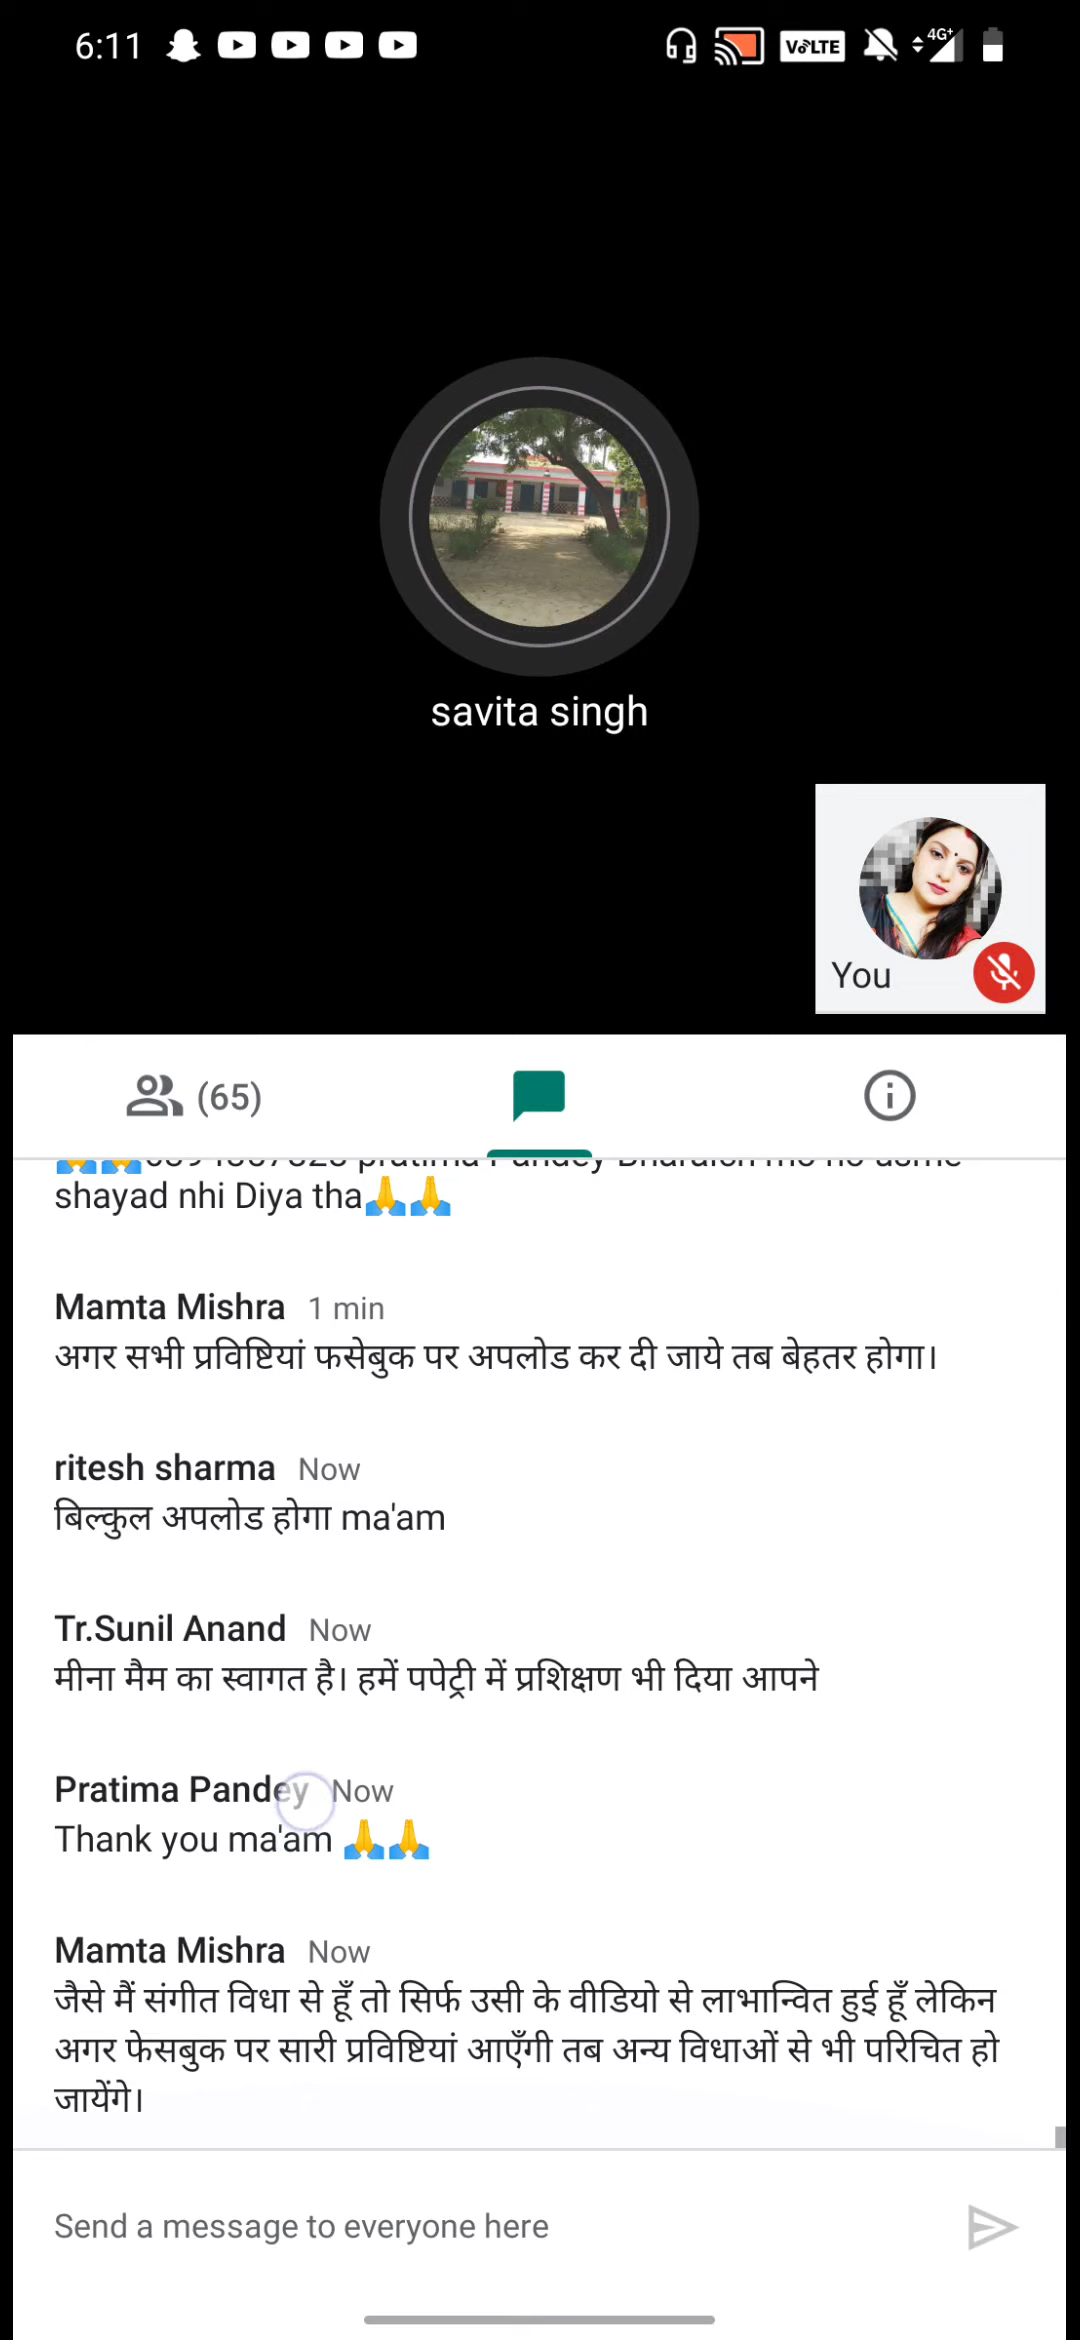 6:11
VoLTE
4G+
savita singh
You
(65)
pratima Pandey
shayad nhi Diya tha🙏🙏
Mamta Mishra 1 min
अगर सभी प्रविष्टियां फसेबुक पर अपलोड कर दी जाये तब बेहतर होगा।
ritesh sharma Now
बिल्कुल अपलोड होगा ma'am
Tr.Sunil Anand Now
मीना मैम का स्वागत है। हमें पपेट्री में प्रशिक्षण भी दिया आपने
Pratima Pandey Now
Thank you ma'am 🙏🙏
Mamta Mishra Now
जैसे मैं संगीत विधा से हूँ तो सिर्फ उसी के वीडियो से लाभान्वित हुई हूँ लेकिन
अगर फेसबुक पर सारी प्रविष्टियां आएँगी तब अन्य विधाओं से भी परिचित हो
जायेंगे।
Send a message to everyone here